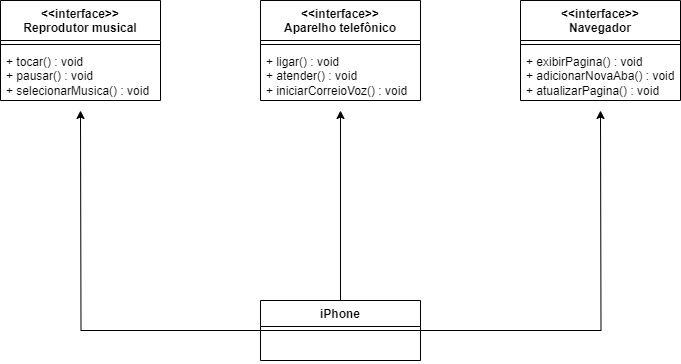 <<interface>>
Reprodutor musical
+ tocar() : void
+ pausar() : void
+ selecionarMusica() : void
<<interface>>
Aparelho telefônico
+ ligar() : void
+ atender() : void
+ iniciarCorreioVoz() : void
<<interface>>
Navegador
+ exibirPagina() : void
+ adicionarNovaAba() : void
+ atualizarPagina() : void
iPhone